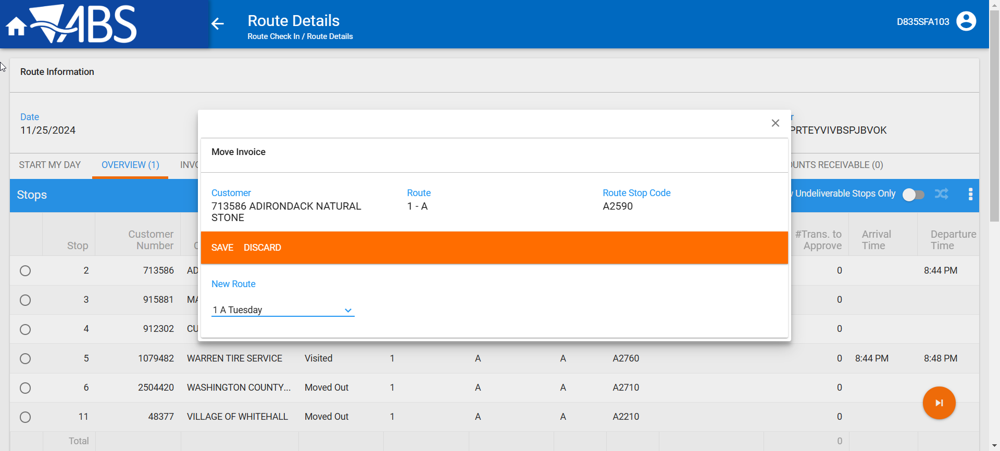 ABS
Route Details
Route Check In / Route Details
D835SFA103
Route Information
Date
11/25/2024
PRTEYVIVBSPJBVOK
START MY DAY
OVERVIEW (1)
Move Invoice
Customer
Route
Route Stop Code
713586 ADIRONDACK NATURAL
STONE
1 - A
A2590
SAVE
DISCARD
New Route
1 A Tuesday
OUNTS RECEIVABLE (0)
Stops
Undeliverable Stops Only
Stop
Customer
Number
#Trans. to
Approve
Arrival
Time
Departure
Time
2 713586 AD 0 8:44 PM
3 915881 MA 0
4 912302 CU 0
5 1079482 WARREN TIRE SERVICE Visited 1 A A A2760 0 8:44 PM 8:48 PM
6 2504420 WASHINGTON COUNTY... Moved Out 1 A A A2710 0
11 48377 VILLAGE OF WHITEHALL Moved Out 1 A A A2210 0
Total 0